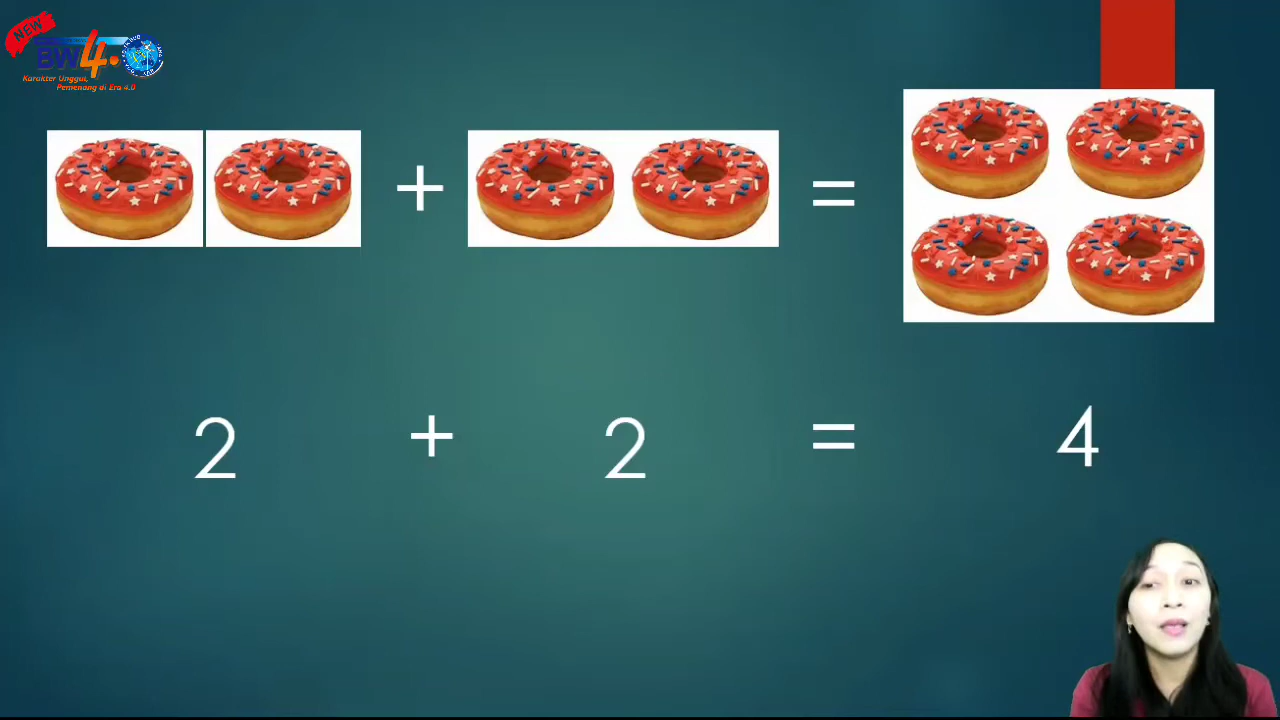 NEW
BW4.0
Karakter Unggul,
Pemenang di Era 4.0
+ =
2 + 2 = 4